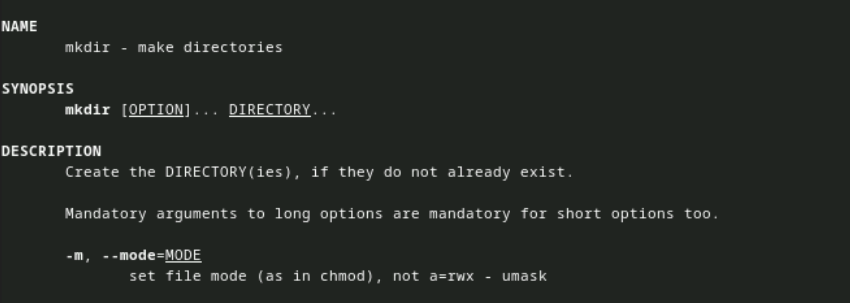 NAME
mkdir - make directories
SYNOPSIS
mkdir [OPTION]... DIRECTORY...
DESCRIPTION
Create the DIRECTORY(ies), if they do not already exist.
Mandatory arguments to long options are mandatory for short options too.
-m, --mode=MODE
set file mode (as in chmod), not a=rwx - umask